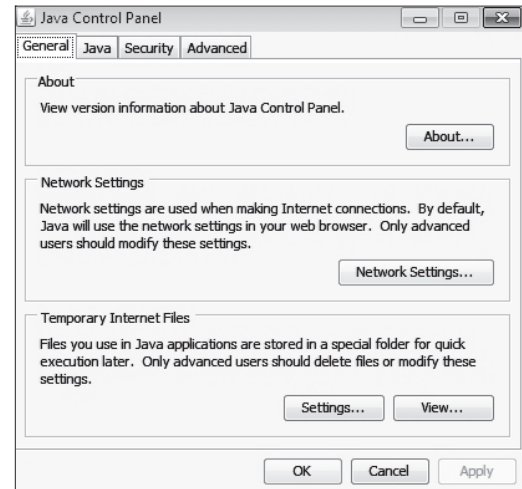 Java Control Panel
General Java Security Advanced
About
View version information about Java Control Panel.
About...
Network Settings
Network settings are used when making Internet connections. By default,
Java will use the network settings in your web browser. Only advanced
users should modify these settings.
Network Settings...
Temporary Internet Files
Files you use in Java applications are stored in a special folder for quick
execution later. Only advanced users should delete files or modify these
settings.
Settings... View...
OK Cancel Apply